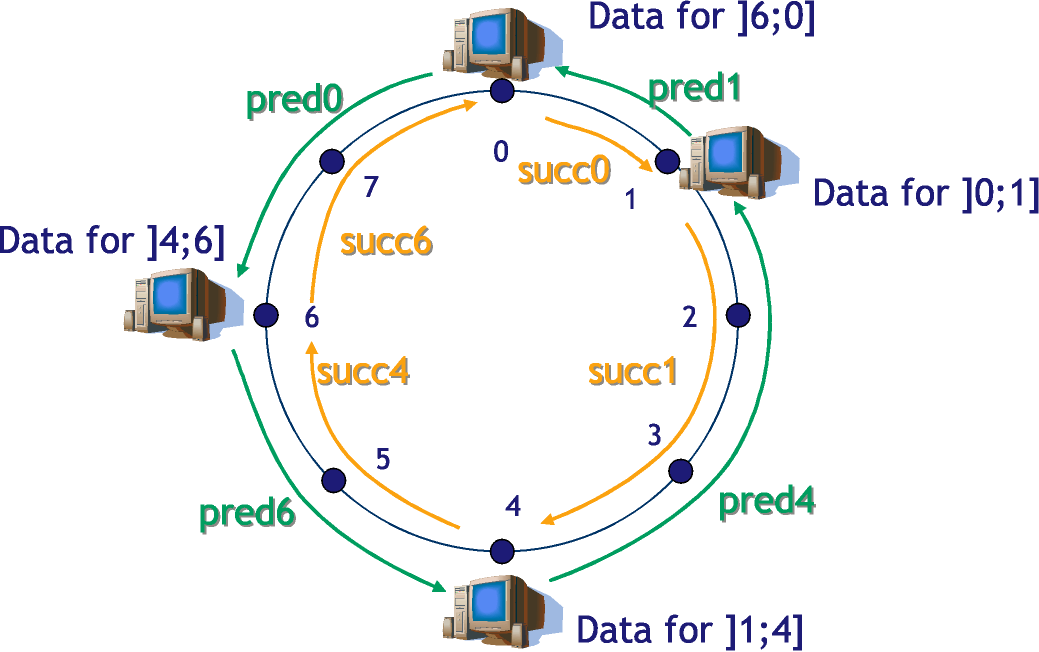 Data for ]6;0]
pred0
pred1
0
succ0
7
1
Data for ]0;1]
Data for ]4;6]
succ6
6
2
succ4
succ1
3
5
4
pred6
pred4
Data for ]1;4]